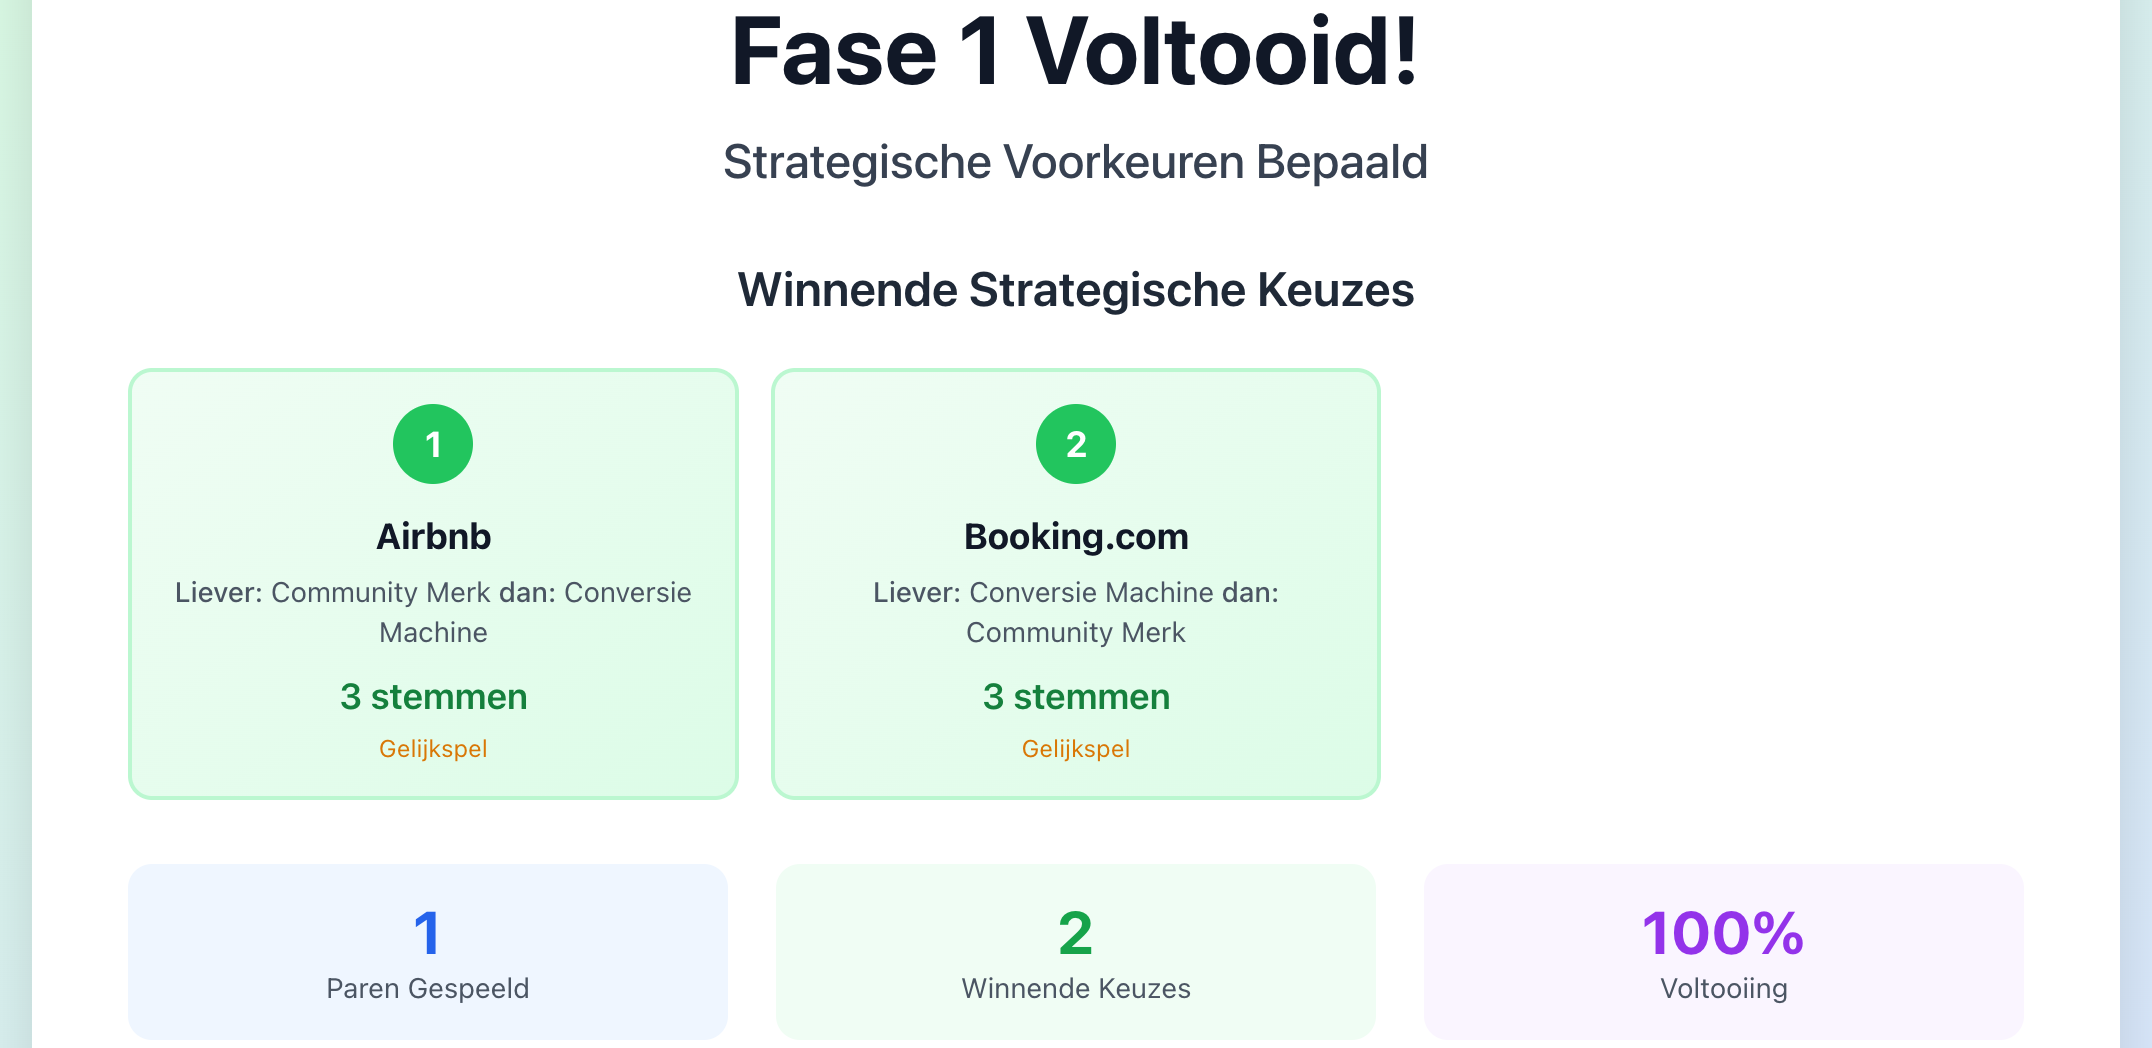 Fase 1 Voltooid!
Strategische Voorkeuren Bepaald
Winnende Strategische Keuzes
1
Airbnb
Liever: Community Merk dan: Conversie
Machine
3 stemmen
Gelijkspel
2
Booking.com
Liever: Conversie Machine dan:
Community Merk
3 stemmen
Gelijkspel
1
Paren Gespeeld
2
Winnende Keuzes
100%
Voltooiing